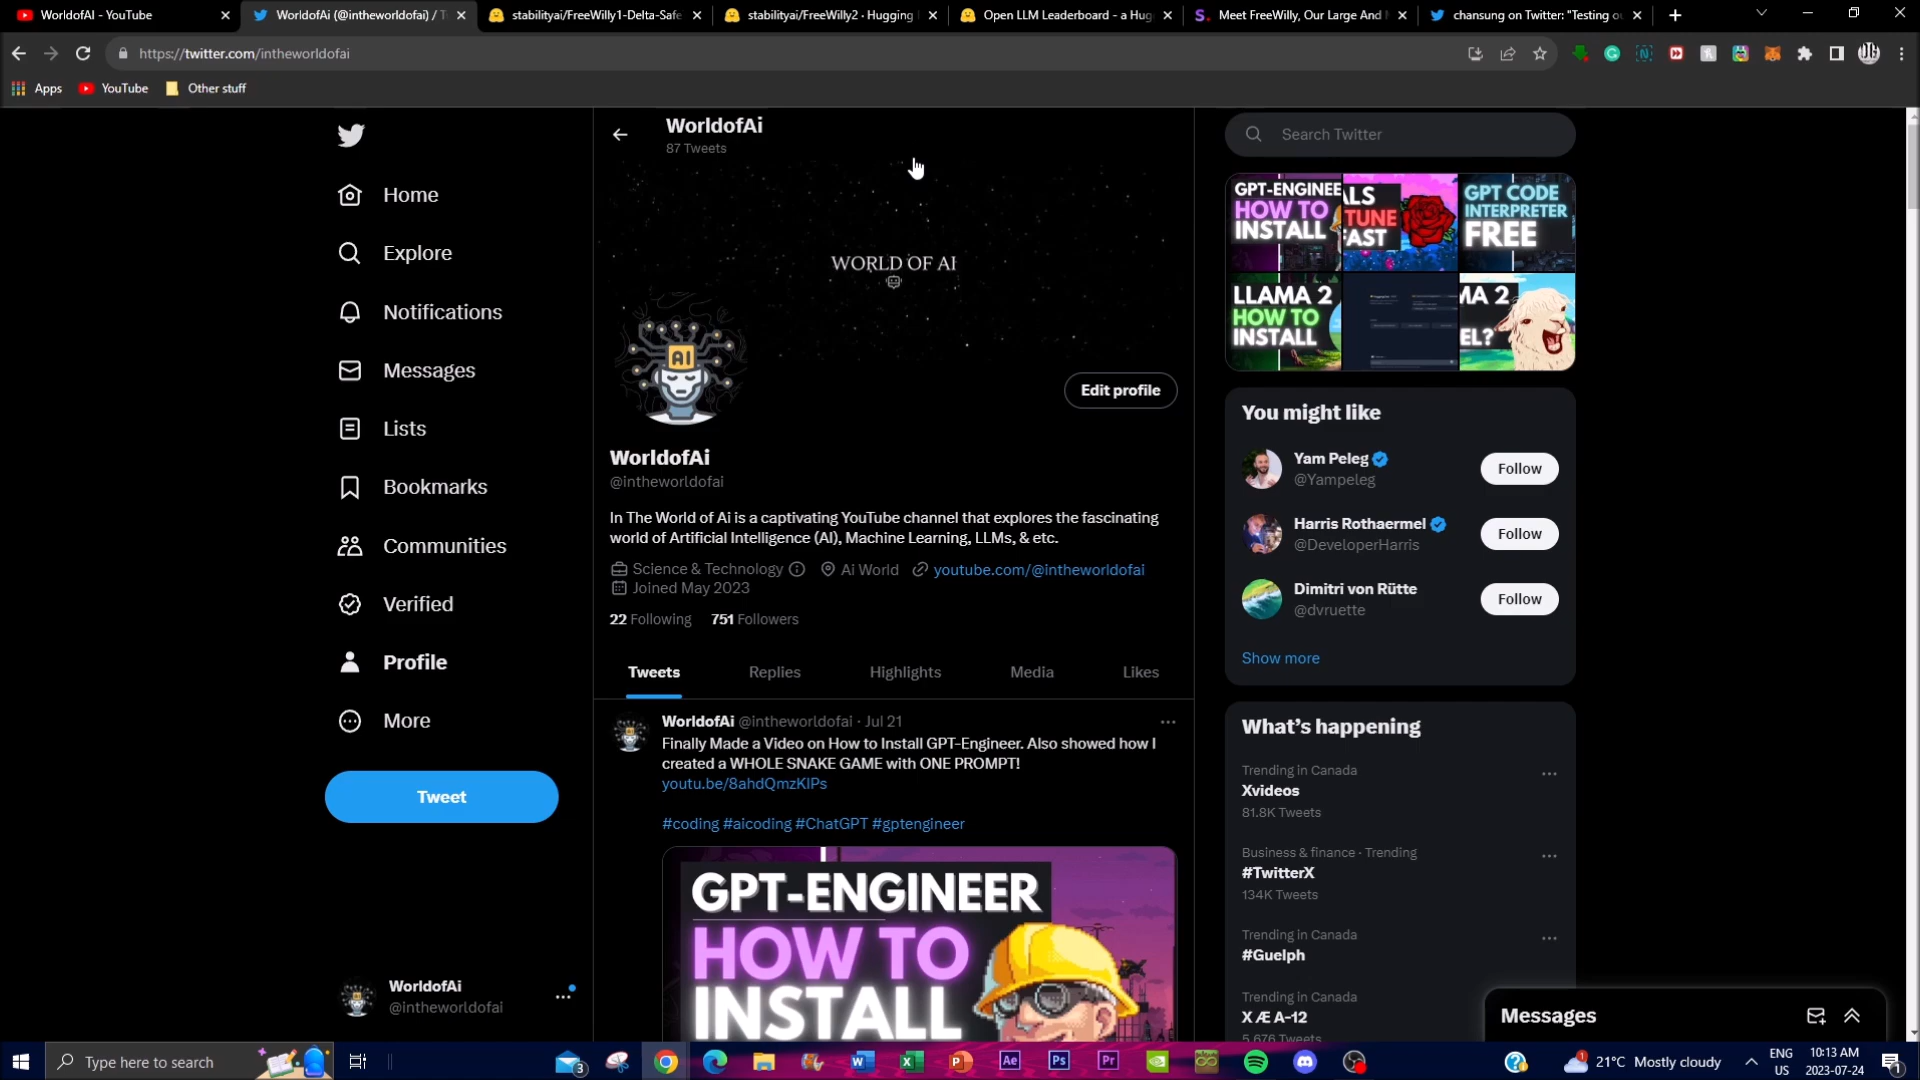 WorldofAI - YouTube
WorldofAi (@intheworldofai) / T
stabilityai/FreeWilly1-Delta-Safe
stabilityai/FreeWilly2 · Hugging
Open LLM Leaderboard - a Hug
Meet FreeWilly, Our Large And M
chansung on Twitter: "Testing ou
https://twitter.com/intheworldofai
Apps
YouTube
Other stuff
Home
Explore
Notifications
Messages
Lists
Bookmarks
Communities
Verified
Profile
More
Tweet
WorldofAi
@intheworldofai
WorldofAi
87 Tweets
WORLD OF AI
AI
Edit profile
WorldofAi
@intheworldofai
In The World of Ai is a captivating YouTube channel that explores the fascinating
world of Artificial Intelligence (AI), Machine Learning, LLMs, & etc.
Science & Technology Ai World youtube.com/@intheworldofai
Joined May 2023
22 Following 751 Followers
Tweets Replies Highlights Media Likes
WorldofAi @intheworldofai · Jul 21
Finally Made a Video on How to Install GPT-Engineer. Also showed how I
created a WHOLE SNAKE GAME with ONE PROMPT!
youtu.be/8ahdQmzKlPs
#coding #aicoding #ChatGPT #gptengineer
GPT-ENGINEER
HOW TO
INSTALL
Search Twitter
GPT-ENGINEE
HOW TO
INSTALL
LS
TUNE
FAST
GPT CODE
INTERPRETER
FREE
LLAMA 2
HOW TO
INSTALL
MA 2
EL?
You might like
Yam Peleg
@Yampeleg
Follow
Harris Rothaermel
@DeveloperHarris
Follow
Dimitri von Rütte
@dvruette
Follow
Show more
What's happening
Trending in Canada
Xvideos
81.8K Tweets
Business & finance · Trending
#TwitterX
134K Tweets
Trending in Canada
#Guelph
Trending in Canada
X Æ A-12
5,676 Tweets
Messages
Type here to search
3
21°C Mostly cloudy
ENG
US
10:13 AM
2023-07-24
1